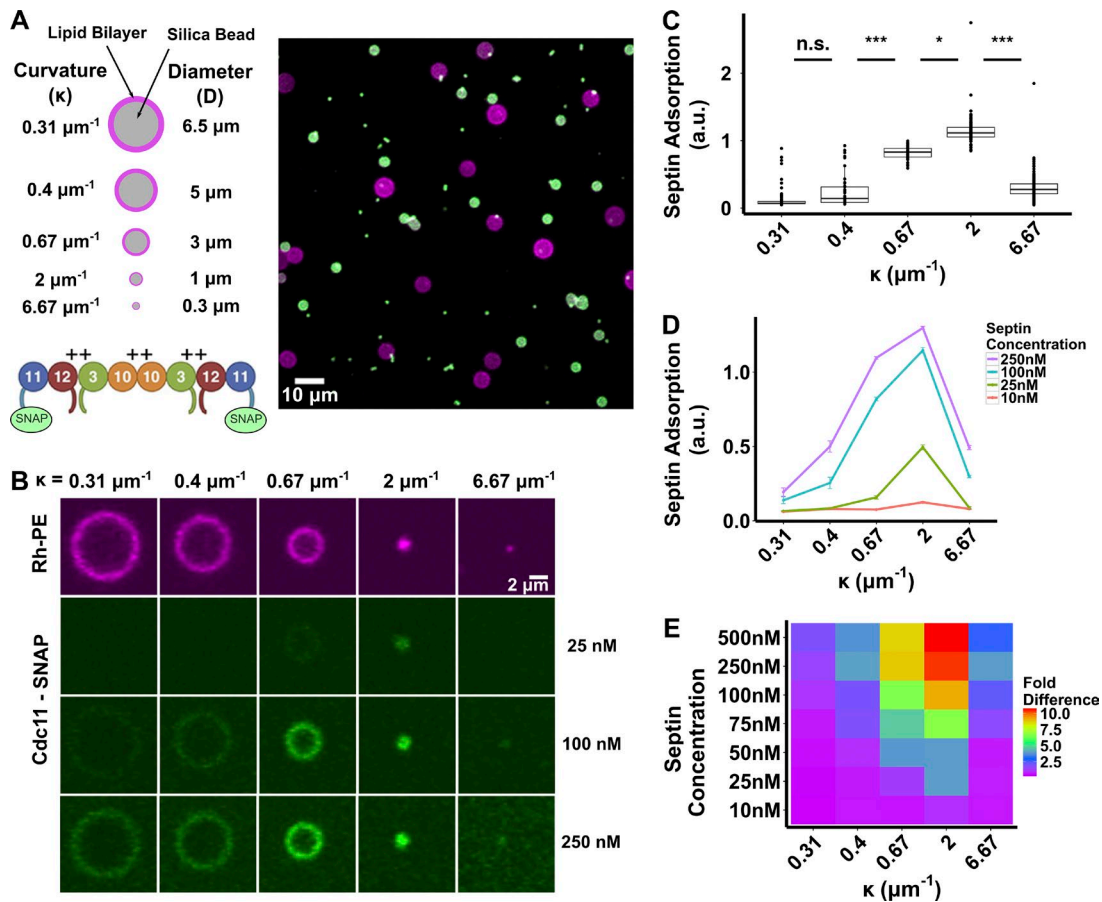 A
Lipid Bilayer
Silica Bead
Curvature
(κ)
Diameter
(D)
0.31 μm-1
6.5 μm
0.4 μm-1
5 μm
0.67 μm-1
3 μm
2 μm-1
1 μm
6.67 μm-1
0.3 μm
++ ++ ++
11 12 3 10 10 3 12 11
SNAP
SNAP
10 μm
B
κ = 0.31 μm-1 0.4 μm-1 0.67 μm-1 2 μm-1 6.67 μm-1
Rh-PE
2 μm
Cdc11 - SNAP
25 nM
100 nM
250 nM
C
Septin Adsorption
(a.u.)
n.s. *** * ***
2
1
0
0.31 0.4 0.67 2 6.67
κ (μm-1)
D
Septin Adsorption
(a.u.)
1.0
0.5
0.0
0.31 0.4 0.67 2 6.67
κ (μm-1)
Septin
Concentration
250nM
100nM
25nM
10nM
E
Septin
Concentration
500nM
250nM
100nM
75nM
50nM
25nM
10nM
0.31 0.4 0.67 2 6.67
κ (μm-1)
Fold
Difference
10.0
7.5
5.0
2.5